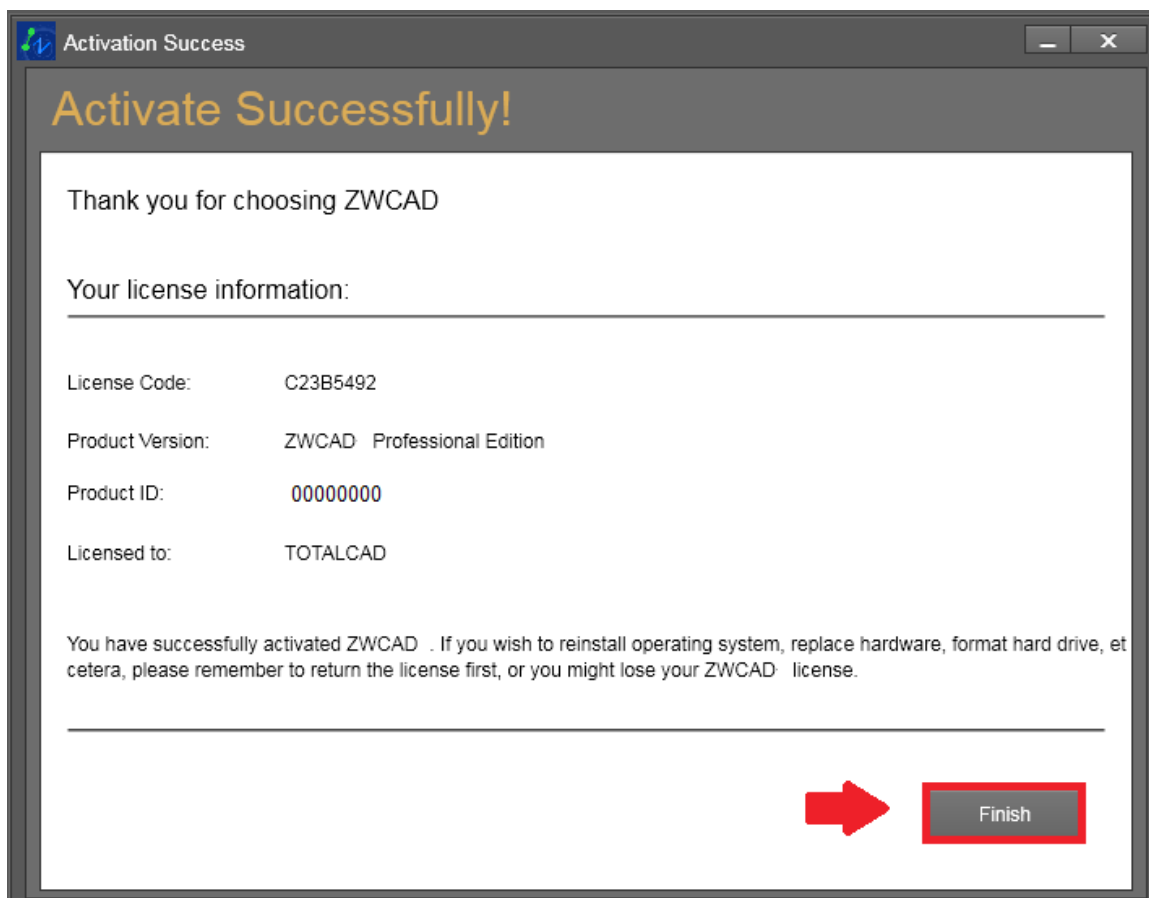 Activation Success
Activate Successfully!
Thank you for choosing ZWCAD
Your license information:
License Code: C23B5492
Product Version: ZWCAD Professional Edition
Product ID: 00000000
Licensed to: TOTALCAD
You have successfully activated ZWCAD . If you wish to reinstall operating system, replace hardware, format hard drive, et
cetera, please remember to return the license first, or you might lose your ZWCAD license.
Finish